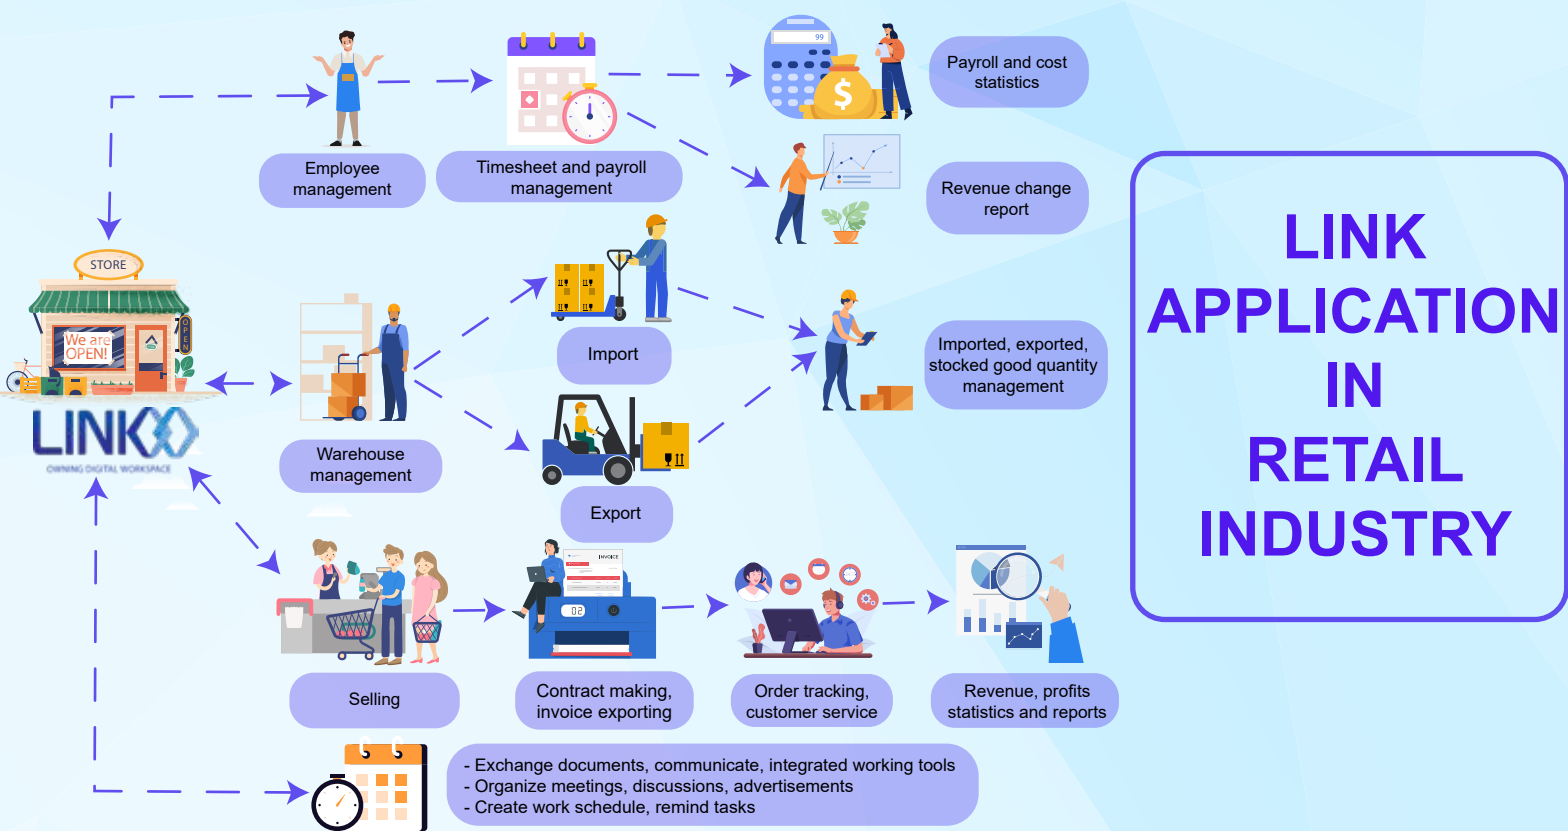 99
Payroll and cost
statistics
Employee
management
Timesheet and payroll
management
Revenue change
report
STORE
We are
OPEN!
OPEN
LINK
OWNING DIGITAL WORKSPACE
Import
Imported, exported,
stocked good quantity
management
Warehouse
management
Export
INVOICE
02
Selling
Contract making,
invoice exporting
Order tracking,
customer service
Revenue, profits
statistics and reports
- Exchange documents, communicate, integrated working tools
- Organize meetings, discussions, advertisements
- Create work schedule, remind tasks
LINK
APPLICATION
IN
RETAIL
INDUSTRY